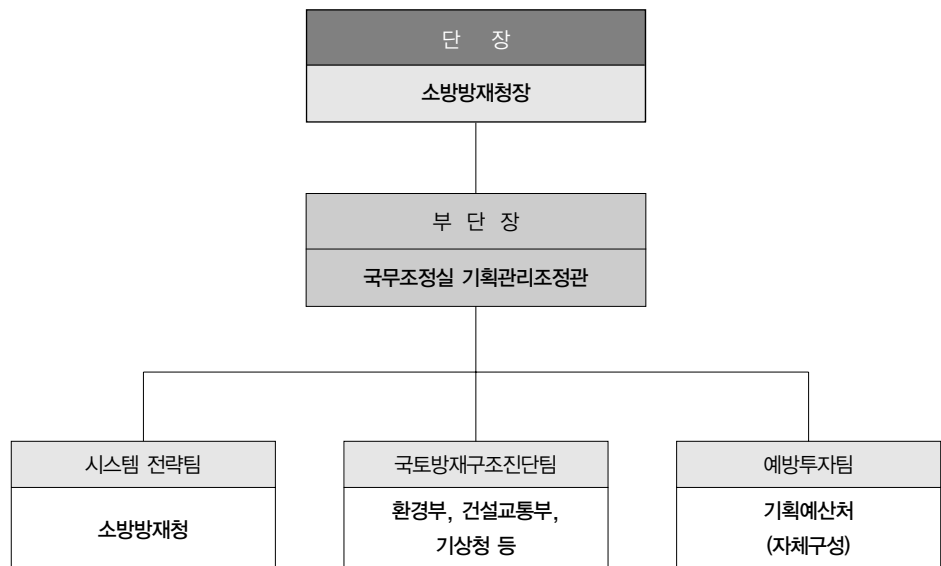 단 장
소방방재청장
부 단 장
국무조정실 기획관리조정관
시스템 전략팀
소방방재청
국토방재구조진단팀
환경부, 건설교통부,
기상청 등
예방투자팀
기획예산처
(자체구성)